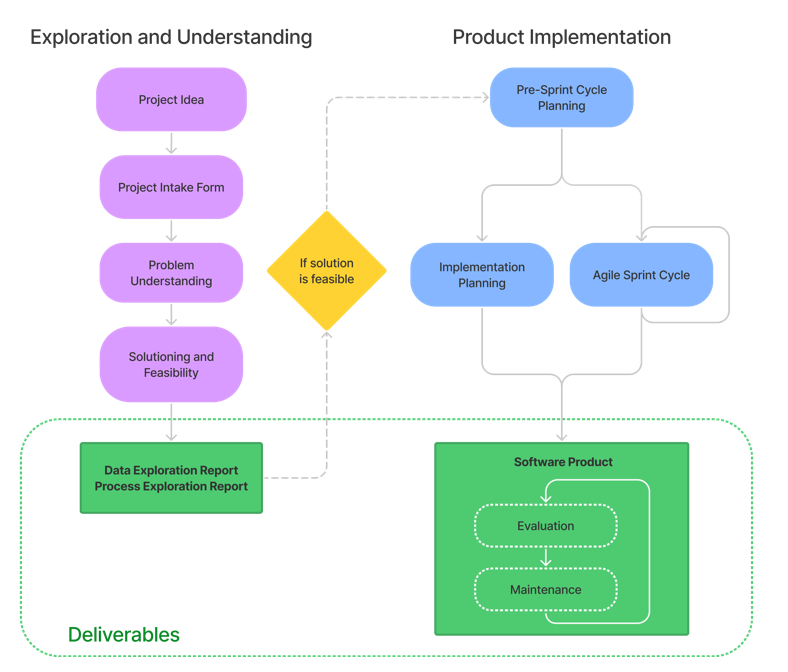 Exploration and Understanding
Product Implementation
Project Idea
Project Intake Form
Problem
Understanding
Solutioning and
Feasibility
Data Exploration Report
Process Exploration Report
If solution
is feasible
Pre-Sprint Cycle
Planning
Implementation
Planning
Agile Sprint Cycle
Software Product
Evaluation
Maintenance
Deliverables